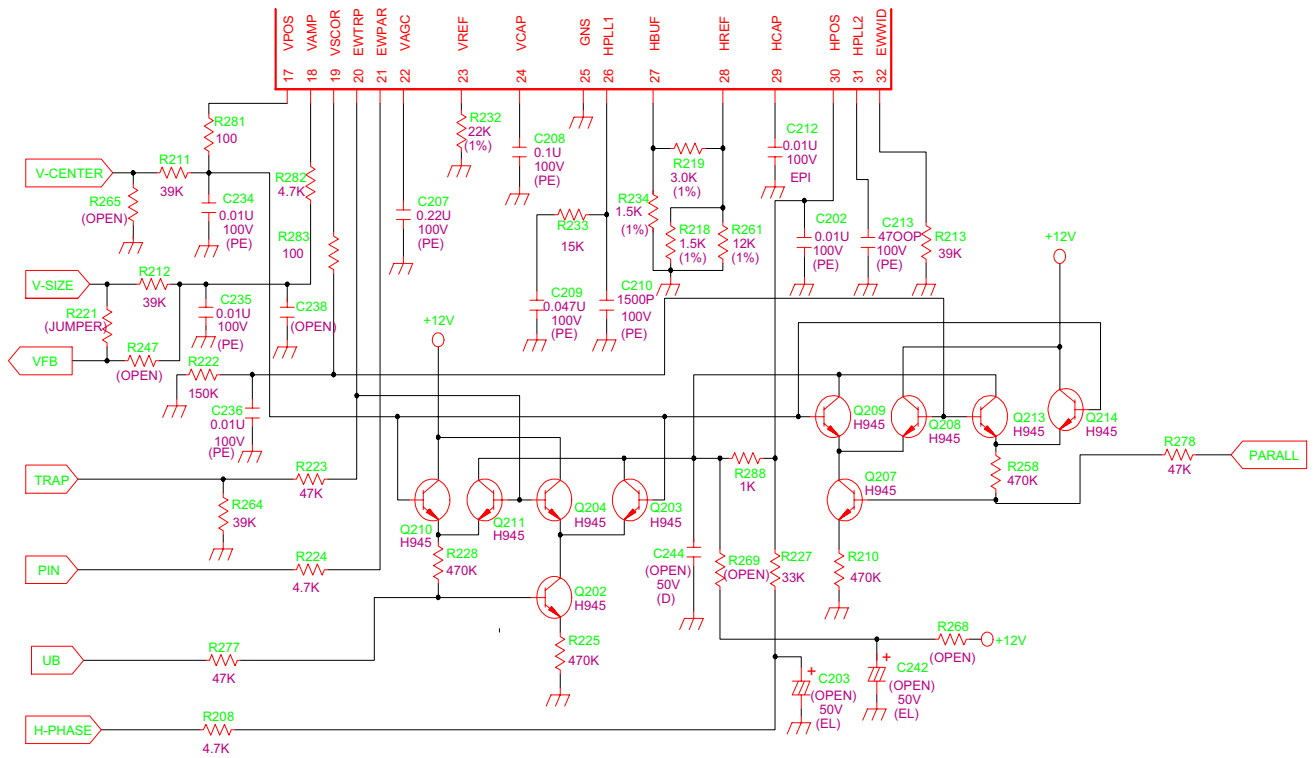 VPOS
VAMP
VSCOR
EWTRP
EWPAR
VAGC
VREF
VCAP
GNS
HPLL1
HBUF
HREF
HCAP
HPOS
HPLL2
EWWID
17
18
19
20
21
22
23
24
25
26
27
28
29
30
31
32
R281
100
R232
22K
(1%)
C208
0.1U
100V
(PE)
C212
0.01U
100V
EPI
R219
3.0K
(1%)
V-CENTER
R211
39K
R265
(OPEN)
C234
0.01U
100V
(PE)
R282
4.7K
R283
100
C207
0.22U
100V
(PE)
R233
15K
R234
1.5K
(1%)
R218
1.5K
(1%)
R261
12K
(1%)
C202
0.01U
100V
(PE)
C213
47OOP
100V
(PE)
R213
39K
+12V
V-SIZE
R212
39K
R221
(JUMPER)
C235
0.01U
100V
(PE)
C238
(OPEN)
C209
0.047U
100V
(PE)
C210
1500P
100V
(PE)
VFB
R247
(OPEN)
+12V
R222
150K
C236
0.01U
100V
(PE)
Q209
H945
Q208
H945
Q213
H945
Q214
H945
R278
47K
PARALL
TRAP
R223
47K
R264
39K
R288
1K
R258
470K
Q207
H945
Q210
H945
Q211
H945
Q204
H945
Q203
H945
PIN
R224
4.7K
R228
470K
C244
(OPEN)
50V
(D)
R269
(OPEN)
R227
33K
R210
470K
Q202
H945
UB
R277
47K
R225
470K
R268
(OPEN)
+12V
+
C203
(OPEN)
50V
(EL)
+
C242
(OPEN)
50V
(EL)
H-PHASE
R208
4.7K